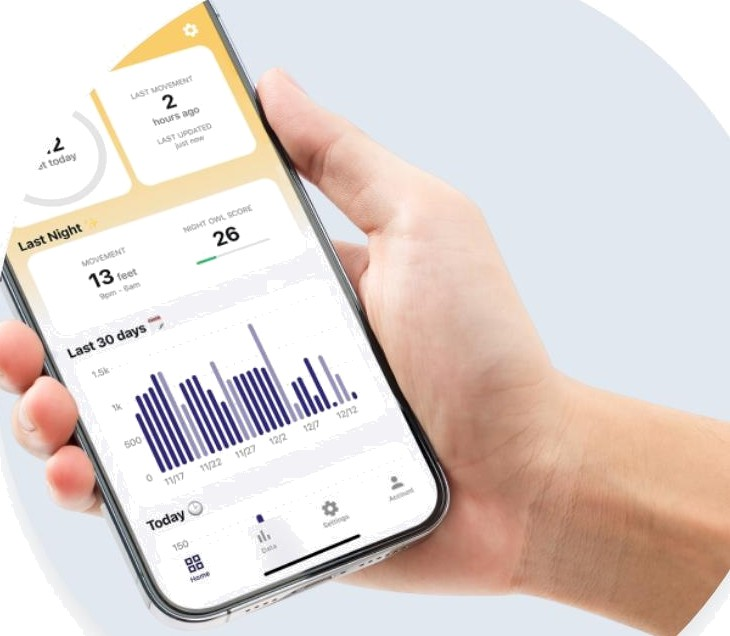 LAST MOVEMENT
2
hours ago
LAST UPDATED
just now
today
Last Night
MOVEMENT
13 feet
9pm - 6am
NIGHT OWL SCORE
26
Last 30 days
1.5k
1k
500
0
11/17 11/22 11/27 12/2 12/7 12/12
Today
150
Home
Data
Settings
Account